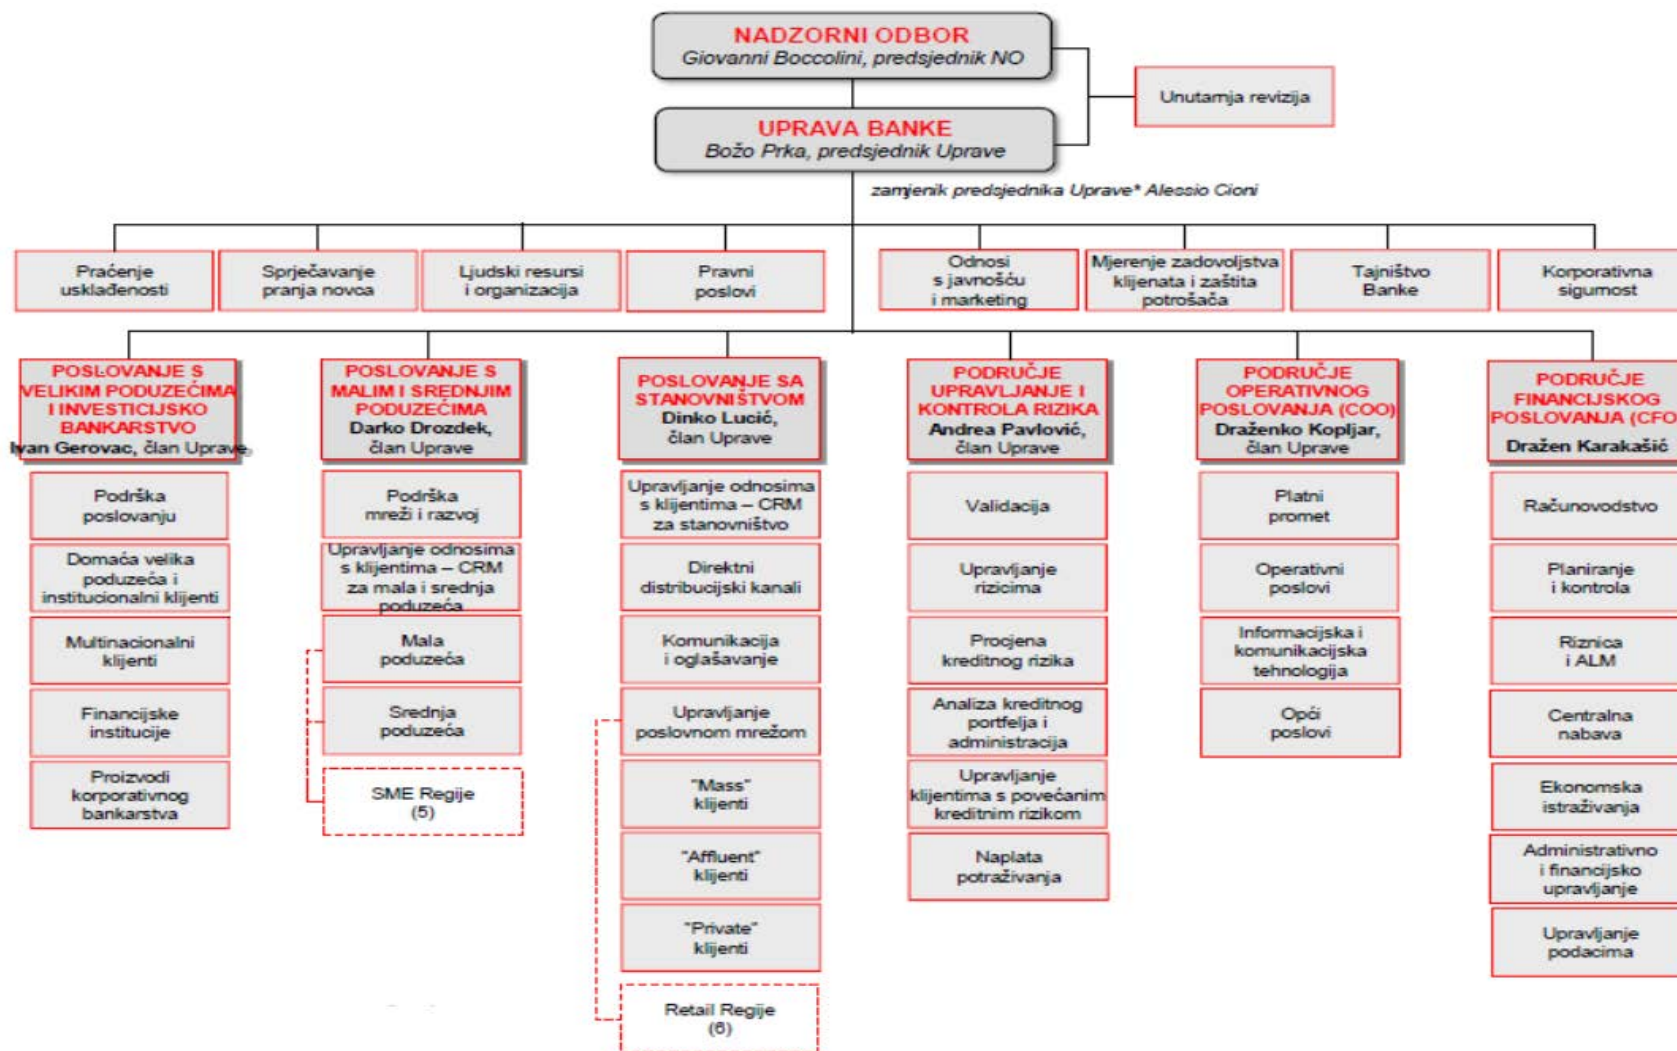 NADZORNI ODBOR
Giovanni Boccolini, predsjednik NO
Unutarnja revizija
UPRAVA BANKE
Božo Prka, predsjednik Uprave
zamjenik predsjednika Uprave* Alessio Cioni
Praćenje
usklađenosti
Sprječavanje
pranja novca
Ljudski resursi
i organizacija
Pravni
poslovi
Odnosi
s javnošću
i marketing
Mjerenje zadovoljstva
klijenata i zaštita
potrošača
Tajništvo
Banke
Korporativna
sigurnost
POSLOVANJE S
VELIKIM PODUZEĆIMA
I INVESTICIJSKO
BANKARSTVO
Ivan Gerovac, član Uprave,
Podrška
poslovanju
Domaća velika
poduzeća i
institucionalni klijenti
Multinacionalni
klijenti
Financijske
institucije
Proizvodi
korporativnog
bankarstva
POSLOVANJE S
MALIM I SREDNJIM
PODUZEĆIMA
Darko Drozdek,
član Uprave
Podrška
mreži i razvoj
Upravljanje odnosima
s klijentima – CRM
za mala i srednja
poduzeća
Mala
poduzeća
Srednja
poduzeća
SME Regije
(5)
POSLOVANJE SA
STANOVNIŠTVOM
Dinko Lucić,
član Uprave
Upravljanje odnosima
s klijentima – CRM
za stanovništvo
Direktni
distribucijski kanali
Komunikacija
i oglašavanje
Upravljanje
poslovnom mrežom
"Mass"
klijenti
"Affluent"
klijenti
"Private"
klijenti
Retail Regije
(6)
PODRUČJE
UPRAVLJANJE I
KONTROLA RIZIKA
Andrea Pavlović,
član Uprave
Validacija
Upravljanje
rizicima
Procjena
kreditnog rizika
Analiza kreditnog
portfelja i
administracija
Upravljanje
klijentima s povećanim
kreditnim rizikom
Naplata
potraživanja
PODRUČJE
OPERATIVNOG
POSLOVANJA (COO)
Draženko Kopljar,
član Uprave
Platni
promet
Operativni
poslovi
Informacijska i
komunikacijska
tehnologija
Opći
poslovi
PODRUČJE
FINANCIJSKOG
POSLOVANJA (CFO
Dražen Karakašić
Računovodstvo
Planiranje
i kontrola
Riznica
i ALM
Centralna
nabava
Ekonomska
istraživanja
Administrativno
i financijsko
upravljanje
Upravljanje
podacima